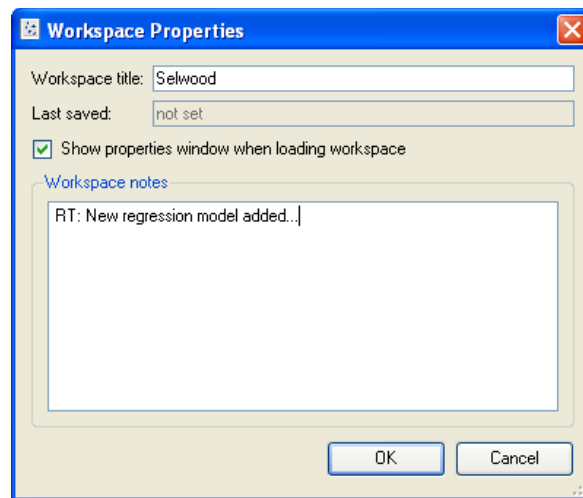 Workspace Properties
Workspace title: Selwood
Last saved: not set
Show properties window when loading workspace
Workspace notes
RT: New regression model added...
OK Cancel